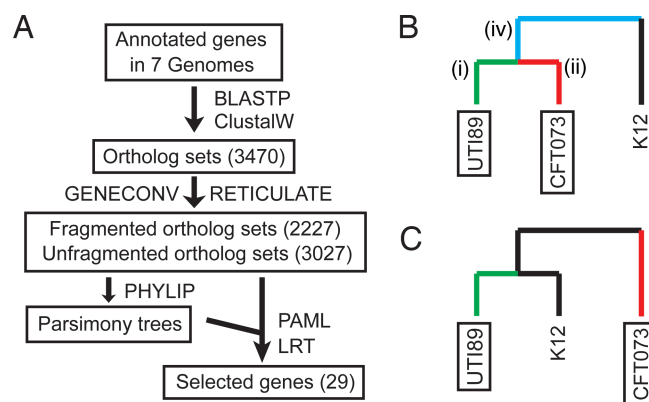 A
Annotated genes
in 7 Genomes
BLASTP
ClustalW
Ortholog sets (3470)
GENECONV
RETICULATE
Fragmented ortholog sets (2227)
Unfragmented ortholog sets (3027)
PHYLIP
Parsimony trees
PAML
LRT
Selected genes (29)
B
(iv)
(i)
(ii)
UTI89
CFT073
K12
C
UTI89
K12
CFT073